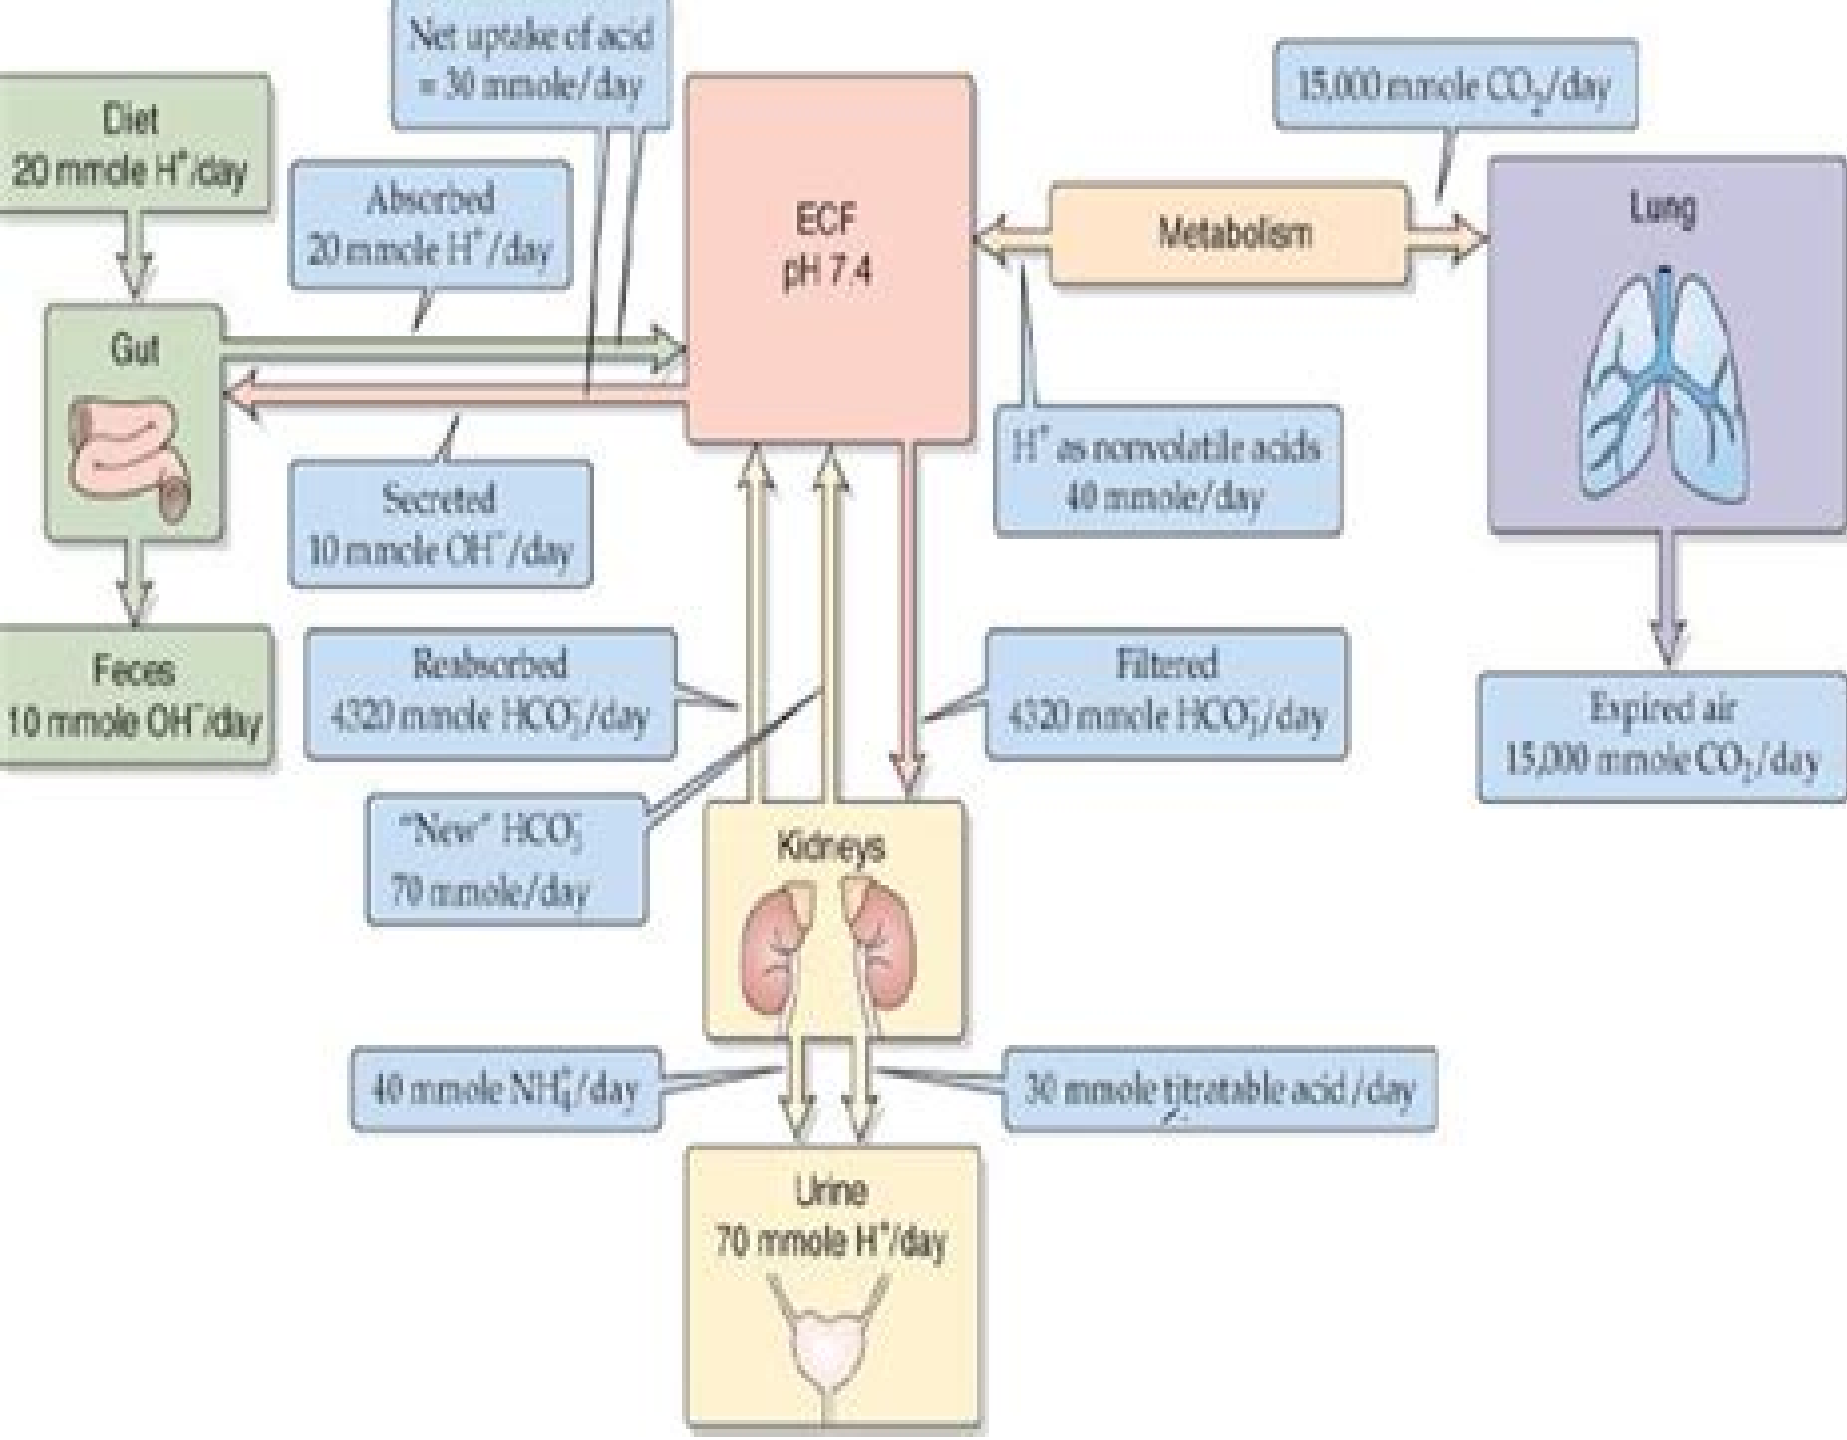 Net uptake of acid
= 30 mmole/day
Diet
20 mmole H⁺/day
Absorbed
20 mmole H⁺/day
Gut
Secreted
10 mmole OH⁻/day
Feces
10 mmole OH⁻/day
ECF
pH 7.4
15,000 mmole CO₂/day
Metabolism
Lung
H⁺ as nonvolatile acids
40 mmole/day
Reabsorbed
4320 mmole HCO₃⁻/day
Filtered
4320 mmole HCO₃⁻/day
Expired air
15,000 mmole CO₂/day
"New" HCO₃⁻
70 mmole/day
Kidneys
40 mmole NH₄⁺/day
30 mmole titratable acid/day
Urine
70 mmole H⁺/day